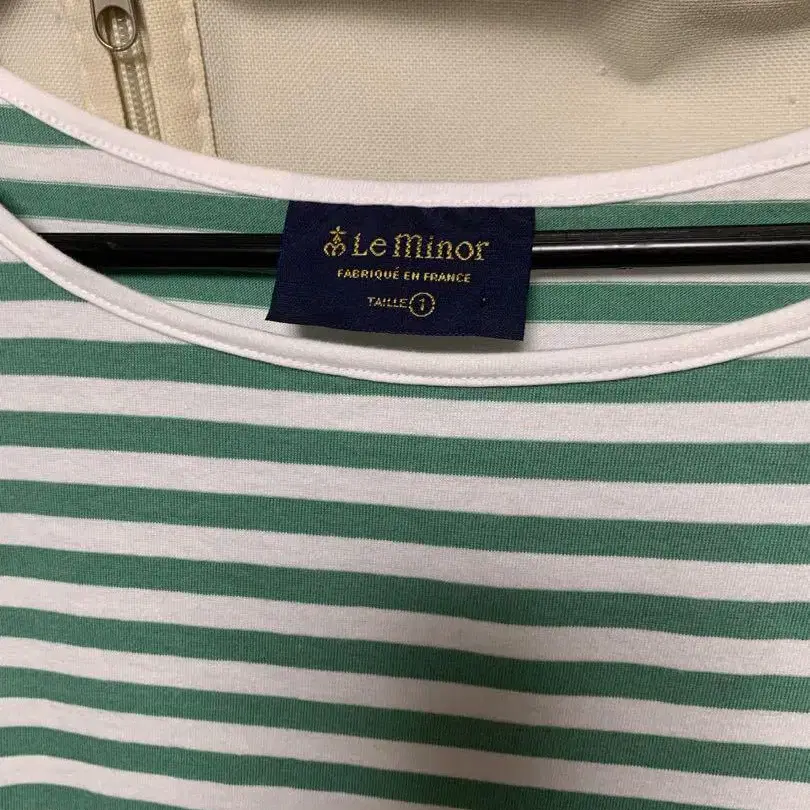 Le Minor
FABRIQUÉ EN FRANCE
TAILLE 1